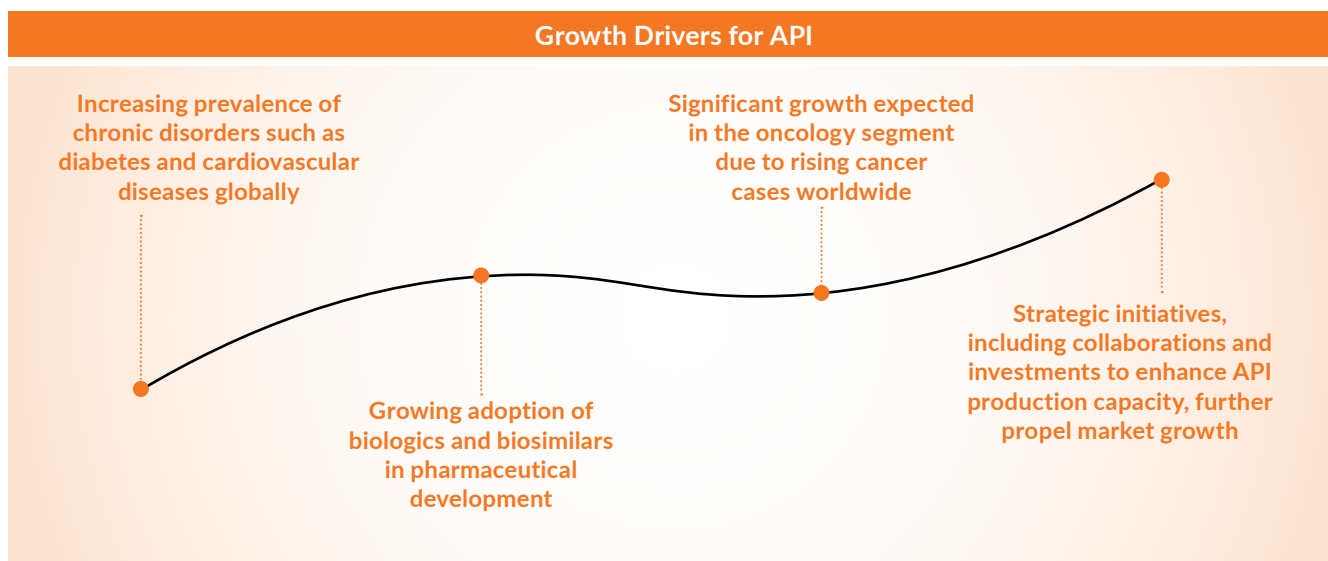 Growth Drivers for API
Increasing prevalence of
chronic disorders such as
diabetes and cardiovascular
diseases globally
Growing adoption of
biologics and biosimilars
in pharmaceutical
development
Significant growth expected
in the oncology segment
due to rising cancer
cases worldwide
Strategic initiatives,
including collaborations and
investments to enhance API
production capacity, further
propel market growth